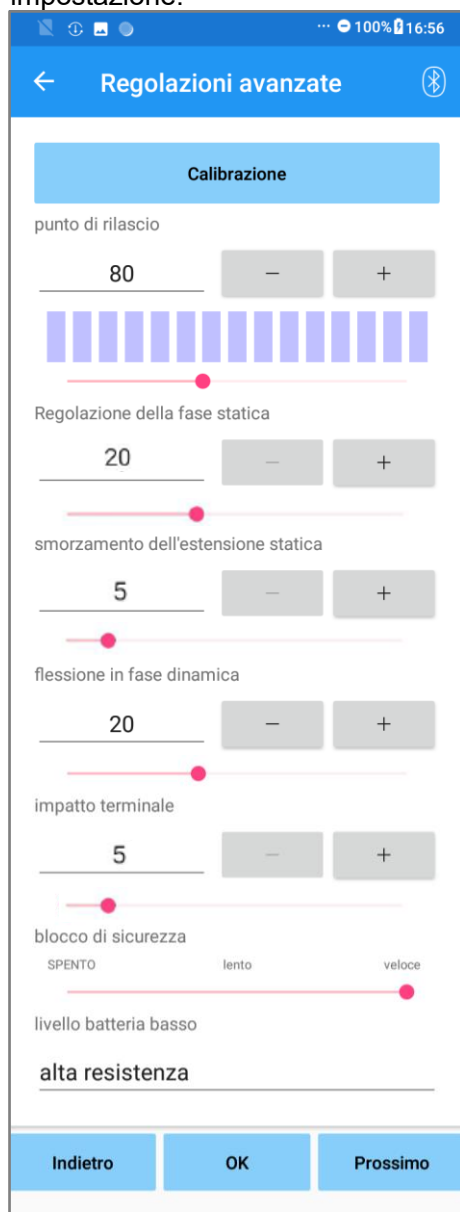 impostazione.
100% 16:56
Regolazioni avanzate
Calibrazione
punto di rilascio
80 − +
Regolazione della fase statica
20 − +
smorzamento dell'estensione statica
5 − +
flessione in fase dinamica
20 − +
impatto terminale
5 − +
blocco di sicurezza
SPENTO lento veloce
livello batteria basso
alta resistenza
Indietro OK Prossimo